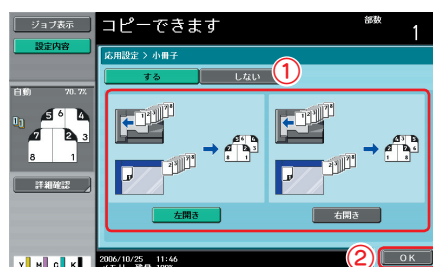 ジョブ表示
設定内容
コピーできます
部数
1
応用設定 > 小冊子
する
しない
①
自動 70.7%
5 6 4
7 2 3
8 1
詳細確認
左開き
右開き
②
OK
2006/10/25 11:46
Y M C K